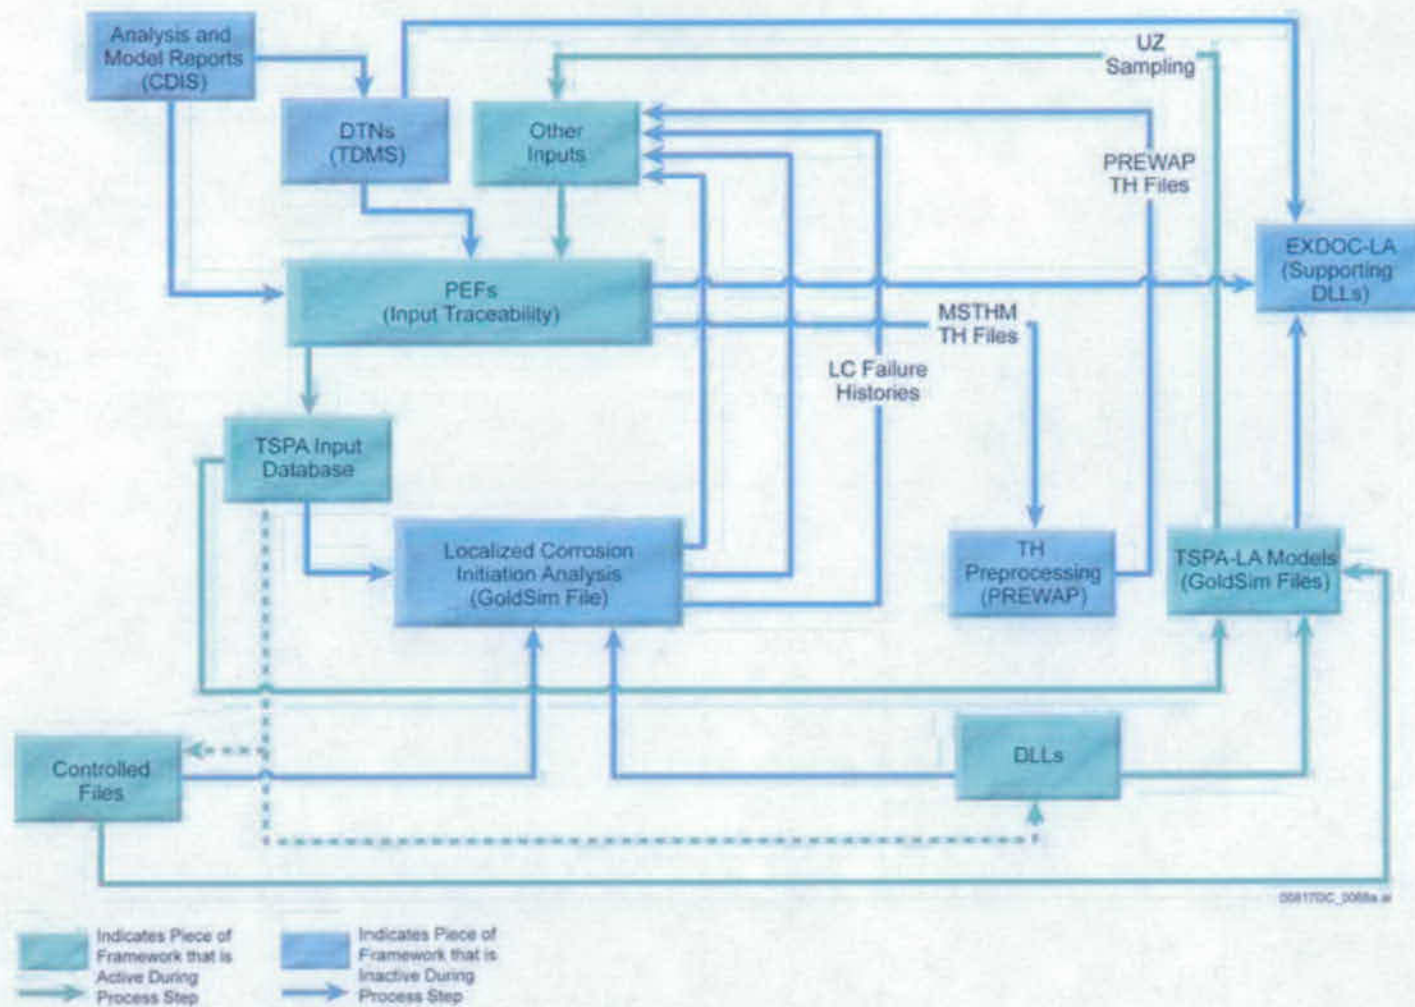 Analysis and
Model Reports
(CDIS)
UZ
Sampling
DTNs
(TDMS)
Other
Inputs
PREWAP
TH Files
EXDOC-LA
(Supporting
DLLs)
PEFs
(Input Traceability)
MSTHM
TH Files
LC Failure
Histories
TSPA Input
Database
Localized Corrosion
Initiation Analysis
(GoldSim File)
TH
Preprocessing
(PREWAP)
TSPA-LA Models
(GoldSim Files)
Controlled
Files
DLLs
Indicates Piece of
Framework that is
Active During
Process Step
Indicates Piece of
Framework that is
Inactive During
Process Step